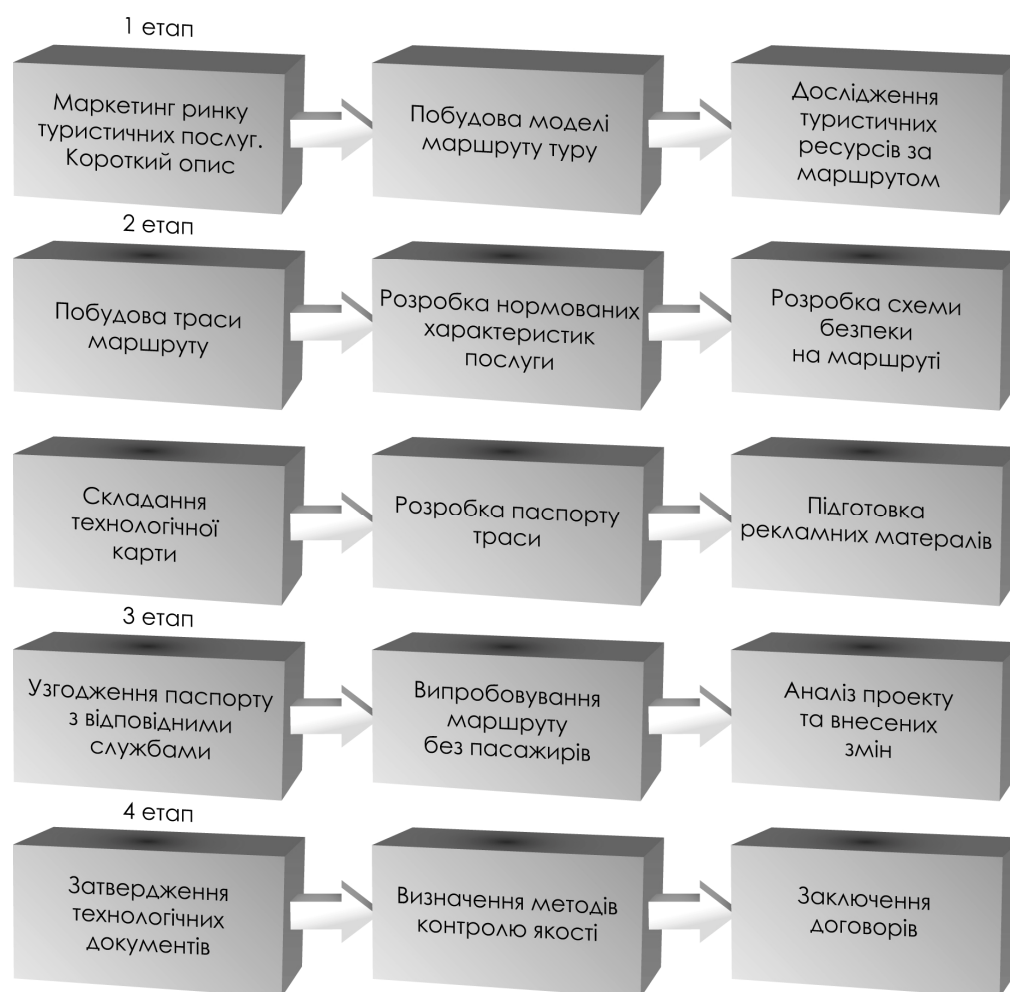 1 етап
Маркетинг ринку
туристичних послуг.
Короткий опис
Побудова моделі
маршруту туру
Дослідження
туристичних
ресурсів за
маршрутом
2 етап
Побудова траси
маршруту
Розробка нормованих
характеристик
послуги
Розробка схеми
безпеки
на маршруті
Складання
технологічної
карти
Розробка паспорту
траси
Підготовка
рекламних матералів
3 етап
Узгодження паспорту
з відповідними
службами
Випробовування
маршруту
без пасажирів
Аналіз проекту
та внесених
змін
4 етап
Затвердження
технологічних
документів
Визначення методів
контролю якості
Заключення
договорів